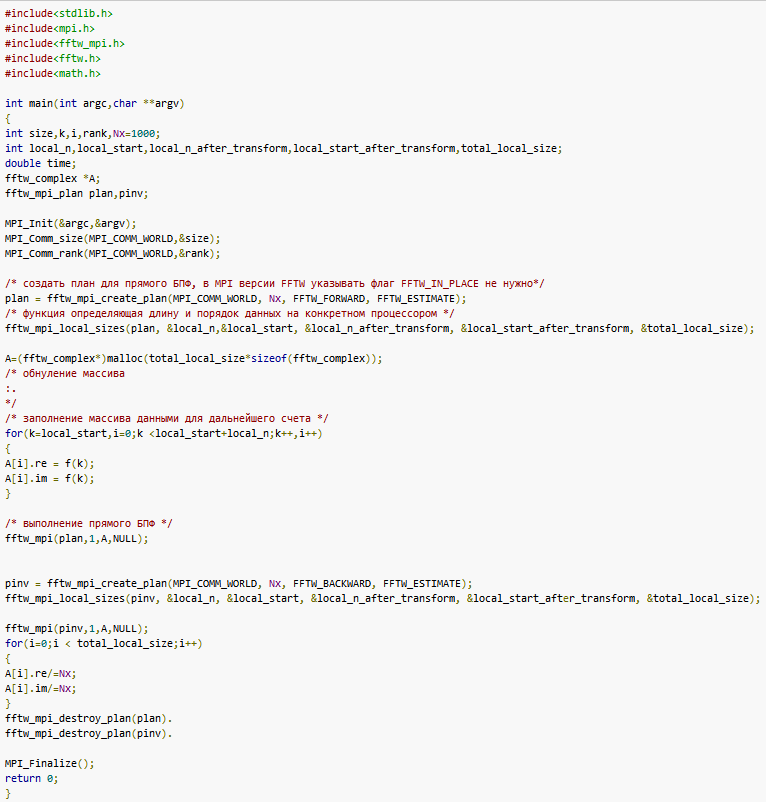 #include<stdlib.h>
#include<mpi.h>
#include<fftw_mpi.h>
#include<fftw.h>
#include<math.h>
int main(int argc,char **argv)
{
int size,k,i,rank,Nx=1000;
int local_n,local_start,local_n_after_transform,local_start_after_transform,total_local_size;
double time;
fftw_complex *A;
fftw_mpi_plan plan,pinv;
MPI_Init(&argc,&argv);
MPI_Comm_size(MPI_COMM_WORLD,&size);
MPI_Comm_rank(MPI_COMM_WORLD,&rank);
/* создать план для прямого БПФ, в MPI версии FFTW указывать флаг FFTW_IN_PLACE не нужно*/
plan = fftw_mpi_create_plan(MPI_COMM_WORLD, Nx, FFTW_FORWARD, FFTW_ESTIMATE);
/* функция определяющая длину и порядок данных на конкретном процессором */
fftw_mpi_local_sizes(plan, &local_n,&local_start, &local_n_after_transform, &local_start_after_transform, &total_local_size);
A=(fftw_complex*)malloc(total_local_size*sizeof(fftw_complex));
/* обнуление массива
:.
*/
/* заполнение массива данными для дальнейшего счета */
for(k=local_start,i=0;k <local_start+local_n;k++,i++)
{
A[i].re = f(k);
A[i].im = f(k);
}
/* выполнение прямого БПФ */
fftw_mpi(plan,1,A,NULL);
pinv = fftw_mpi_create_plan(MPI_COMM_WORLD, Nx, FFTW_BACKWARD, FFTW_ESTIMATE);
fftw_mpi_local_sizes(pinv, &local_n, &local_start, &local_n_after_transform, &local_start_after_transform, &total_local_size);
fftw_mpi(pinv,1,A,NULL);
for(i=0;i < total_local_size;i++)
{
A[i].re/=Nx;
A[i].im/=Nx;
}
fftw_mpi_destroy_plan(plan).
fftw_mpi_destroy_plan(pinv).
MPI_Finalize();
return 0;
}